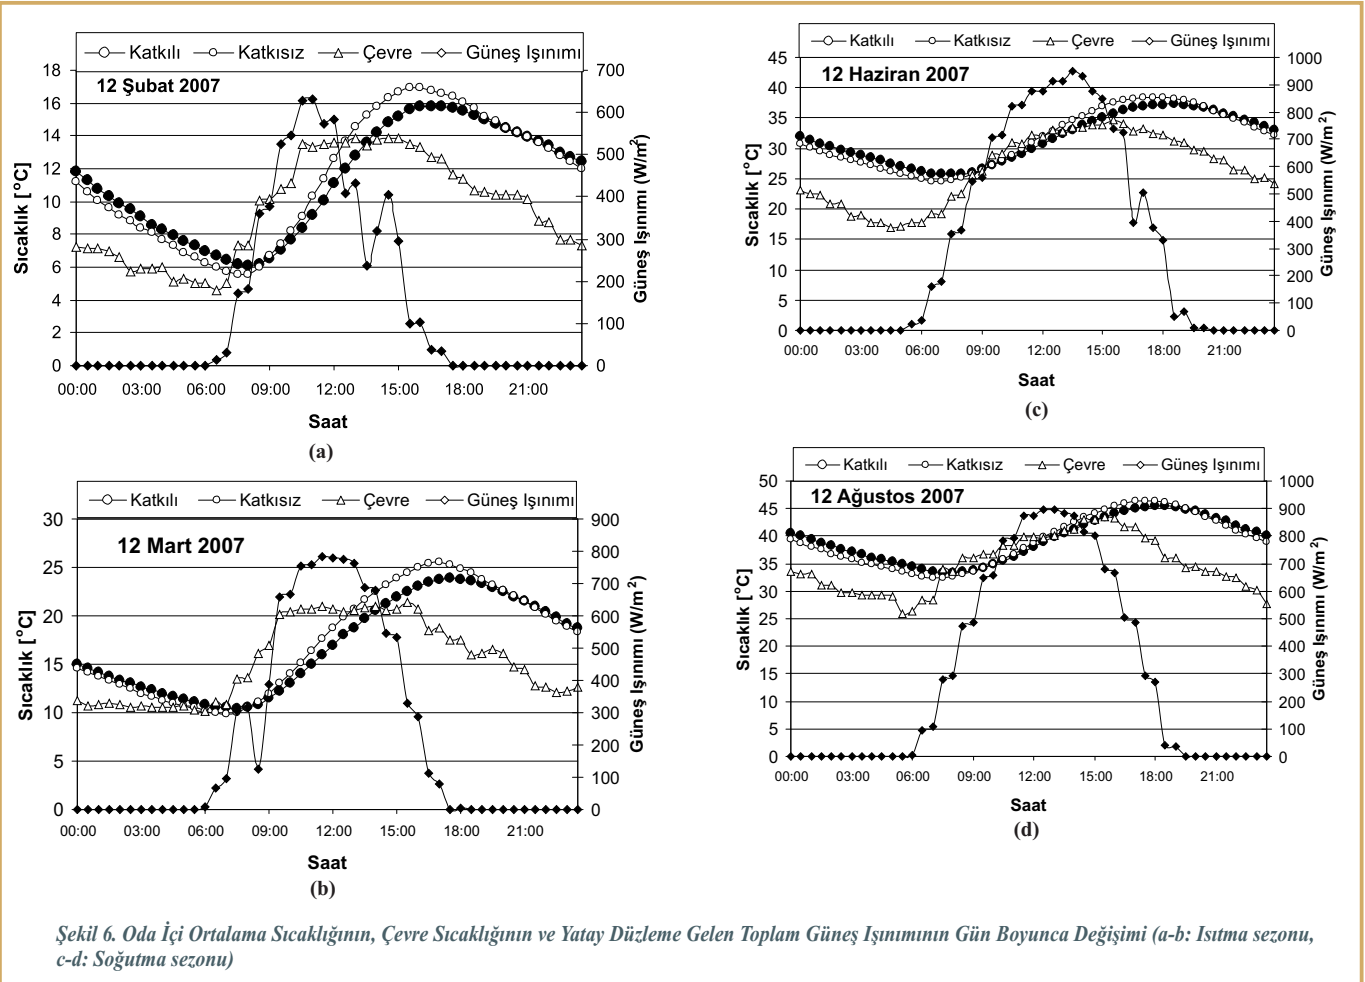 Katkılı Katkısız Çevre Güneş Işınımı
12 Şubat 2007
Sıcaklık [°C]
18
16
14
12
10
8
6
4
2
0
700
600
500
400
300
200
100
0
Güneş Işınımı (W/m²)
00:00 03:00 06:00 09:00 12:00 15:00 18:00 21:00
Saat
(a)
Katkılı Katkısız Çevre Güneş Işınımı
12 Mart 2007
Sıcaklık [°C]
30
25
20
15
10
5
0
900
800
700
600
500
400
300
200
100
0
Güneş Işınımı (W/m²)
00:00 03:00 06:00 09:00 12:00 15:00 18:00 21:00
Saat
(b)
Katkılı Katkısız Çevre Güneş Işınımı
12 Haziran 2007
Sıcaklık [°C]
45
40
35
30
25
20
15
10
5
0
1000
900
800
700
600
500
400
300
200
100
0
Güneş Işınımı (W/m²)
00:00 03:00 06:00 09:00 12:00 15:00 18:00 21:00
Saat
(c)
Katkılı Katkısız Çevre Güneş Işınımı
12 Ağustos 2007
Sıcaklık [°C]
50
45
40
35
30
25
20
15
10
5
0
1000
900
800
700
600
500
400
300
200
100
0
Güneş Işınımı (W/m²)
00:00 03:00 06:00 09:00 12:00 15:00 18:00 21:00
Saat
(d)
Şekil 6. Oda İçi Ortalama Sıcaklığının, Çevre Sıcaklığının ve Yatay Düzleme Gelen Toplam Güneş Işınımının Gün Boyunca Değişimi (a-b: Isıtma sezonu,
c-d: Soğutma sezonu)